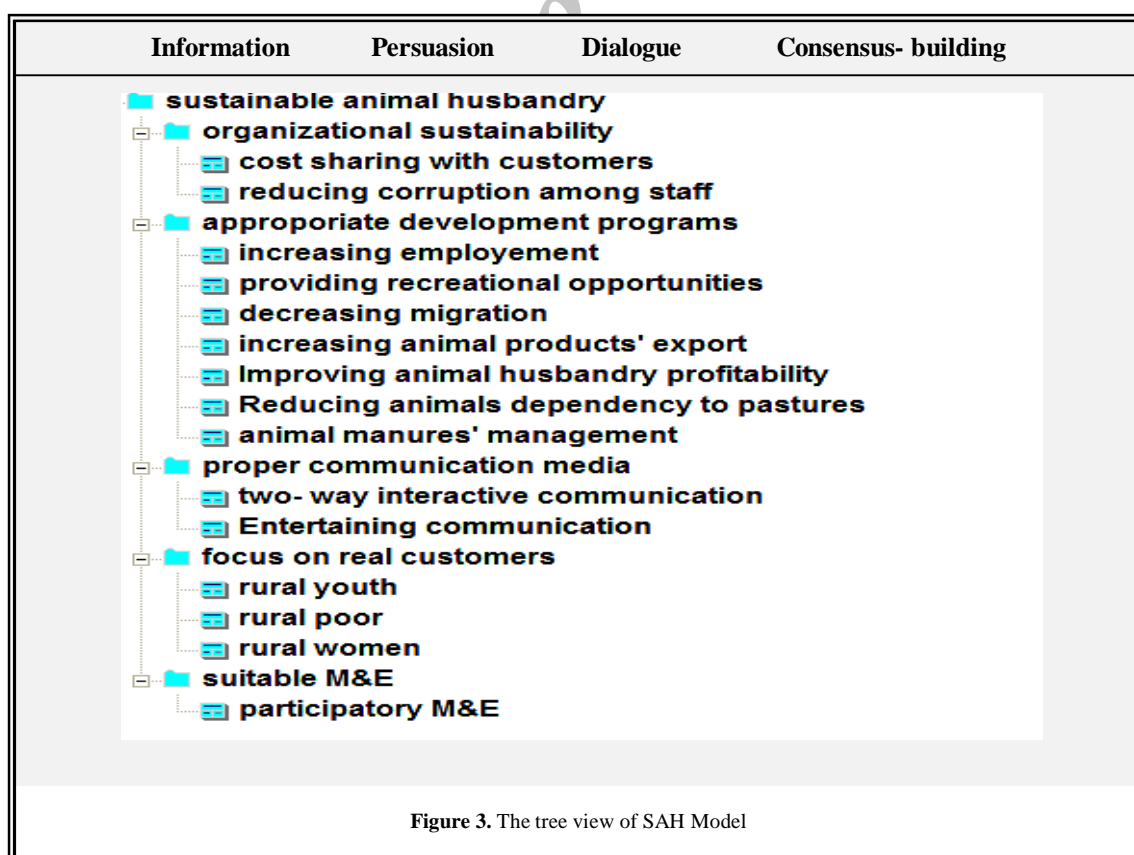 Information Persuasion Dialogue Consensus- building
sustainable animal husbandry
organizational sustainability
cost sharing with customers
reducing corruption among staff
approporiate development programs
increasing employement
providing recreational opportunities
decreasing migration
increasing animal products' export
Improving animal husbandry profitability
Reducing animals dependency to pastures
animal manures' management
proper communication media
two- way interactive communication
Entertaining communication
focus on real customers
rural youth
rural poor
rural women
suitable M&E
participatory M&E
Figure 3. The tree view of SAH Model